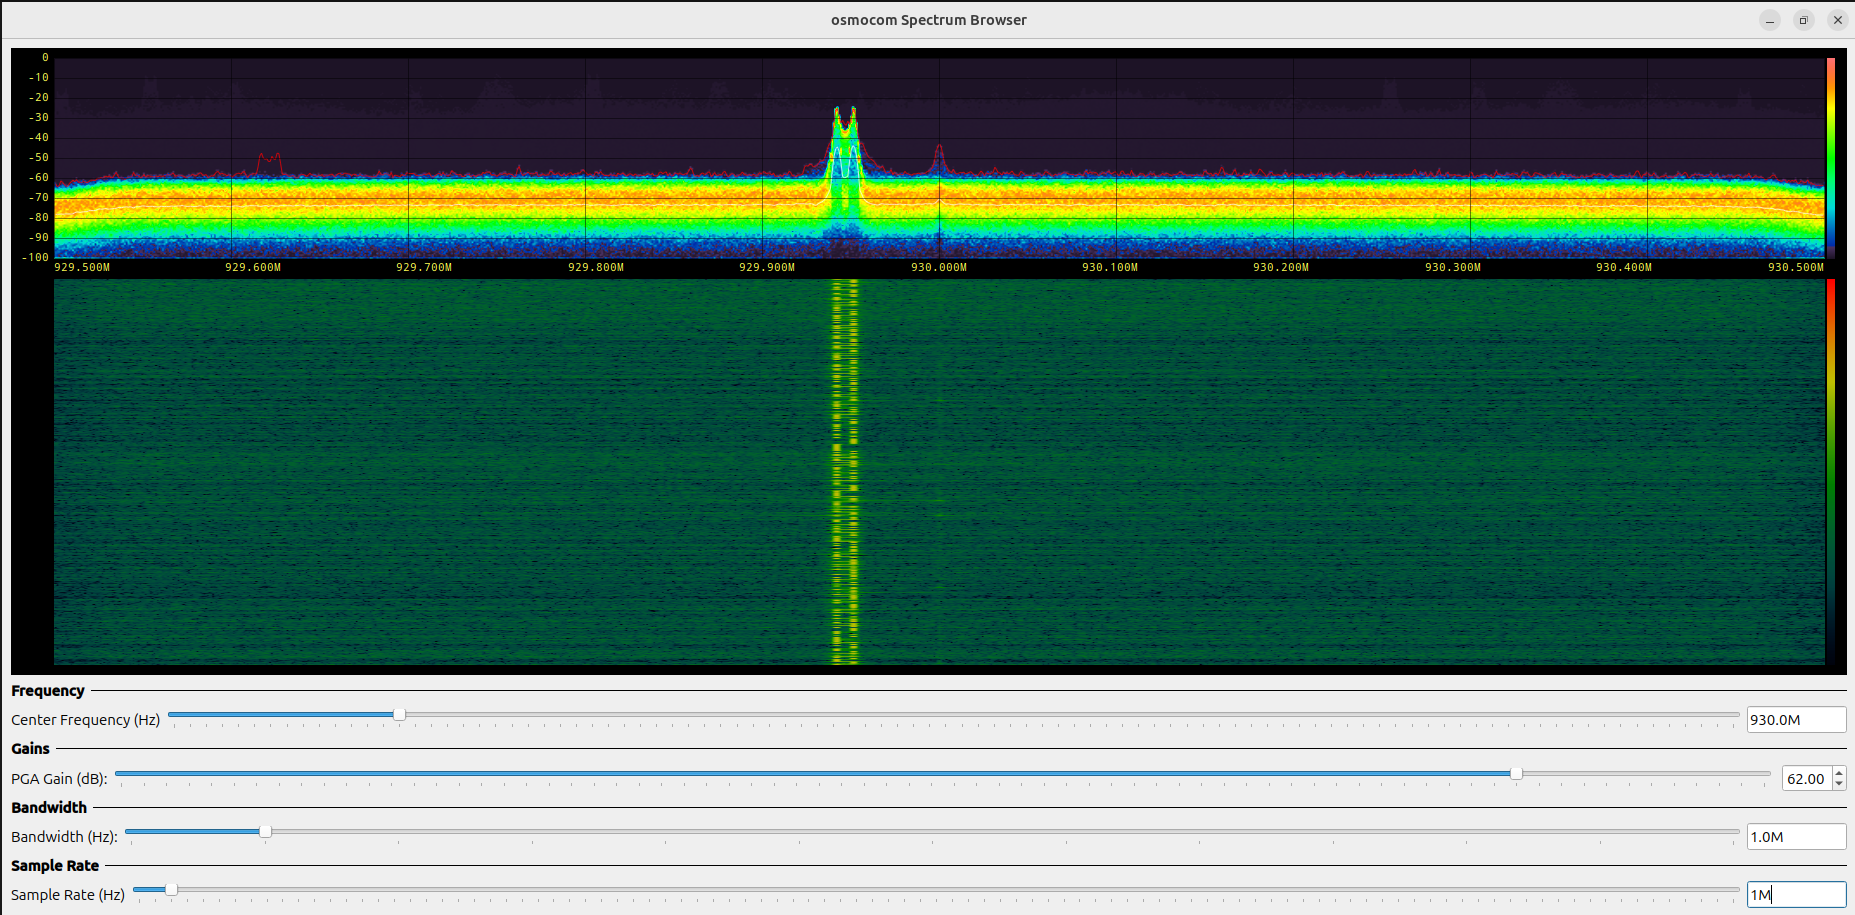 osmocom Spectrum Browser
0
-10
-20
-30
-40
-50
-60
-70
-80
-90
-100
929.500M 929.600M 929.700M 929.800M 929.900M 930.000M 930.100M 930.200M 930.300M 930.400M 930.500M
Frequency
Center Frequency (Hz) 930.0M
Gains
PGA Gain (dB): 62.00
Bandwidth
Bandwidth (Hz): 1.0M
Sample Rate
Sample Rate (Hz) 1M